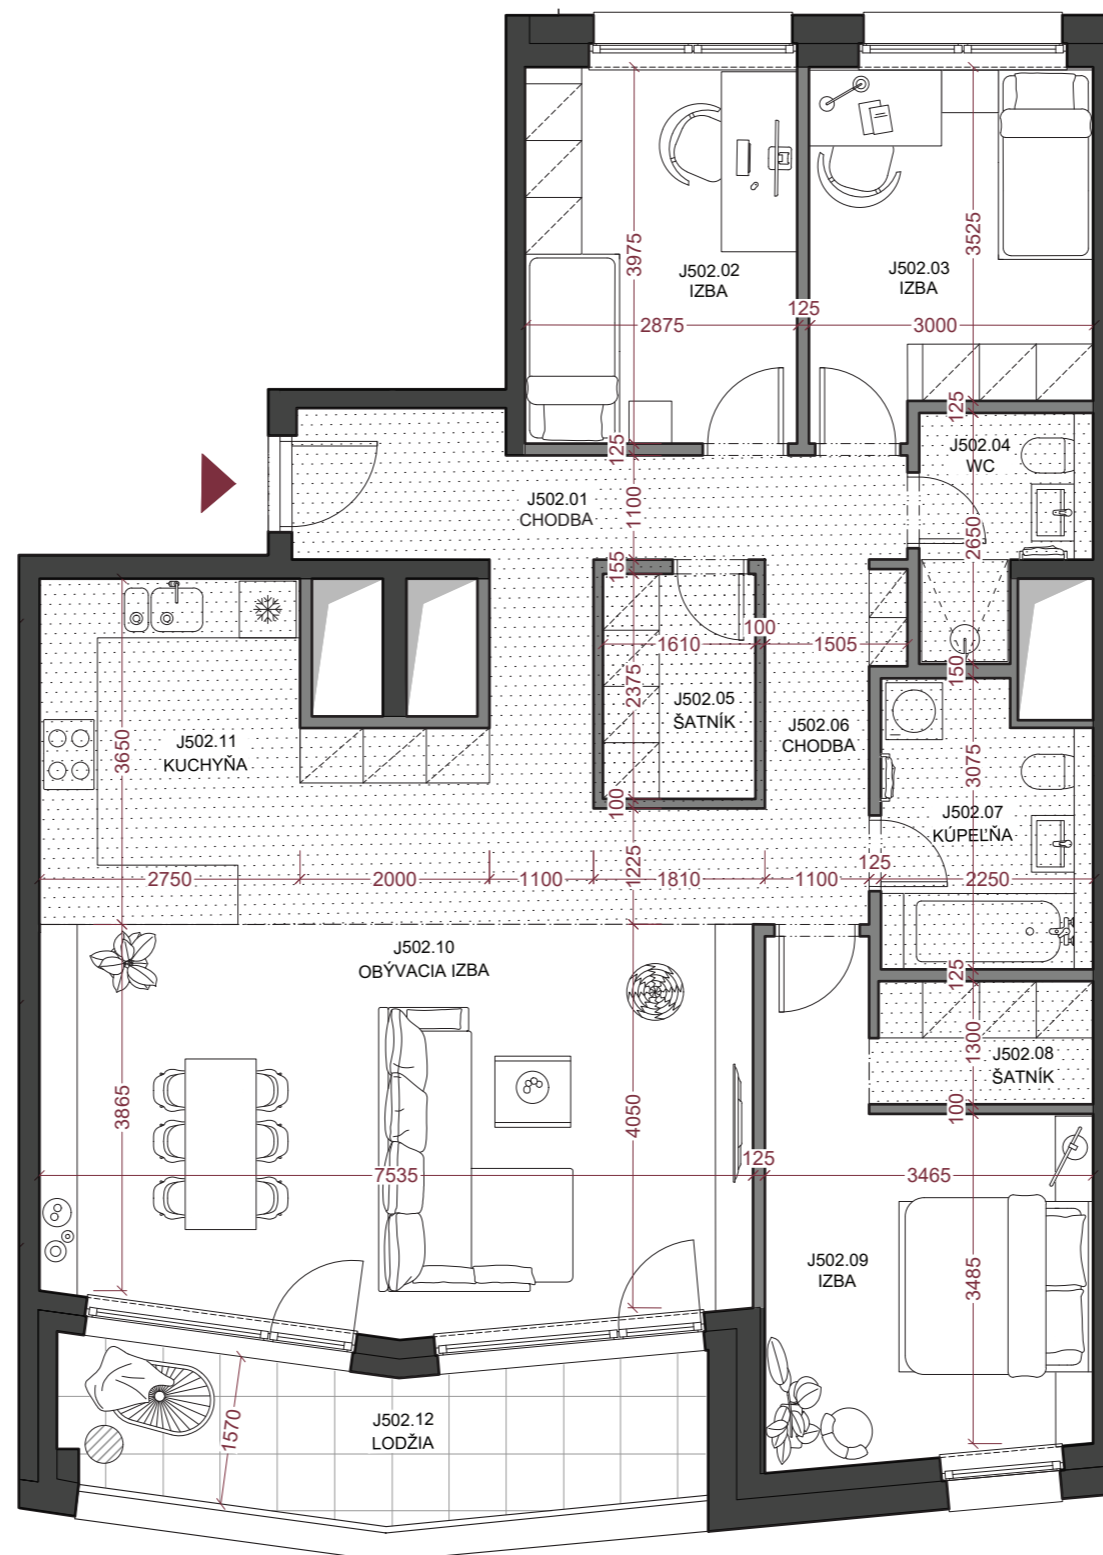 J502.02
IZBA
J502.03
IZBA
3975
3525
2875
125
3000
125
125
J502.04
WC
J502.01
CHODBA
1100
2650
155
100
1610
1505
2375
J502.05
ŠATNÍK
150
J502.06
CHODBA
J502.11
KUCHYŇA
3650
3075
100
J502.07
KÚPEĽŇA
1225
125
2750
2000
1100
1810
1100
2250
J502.10
OBÝVACIA IZBA
125
1300
J502.08
ŠATNÍK
100
3865
4050
7535
125
3465
J502.09
IZBA
3485
J502.12
LODŽIA
1570